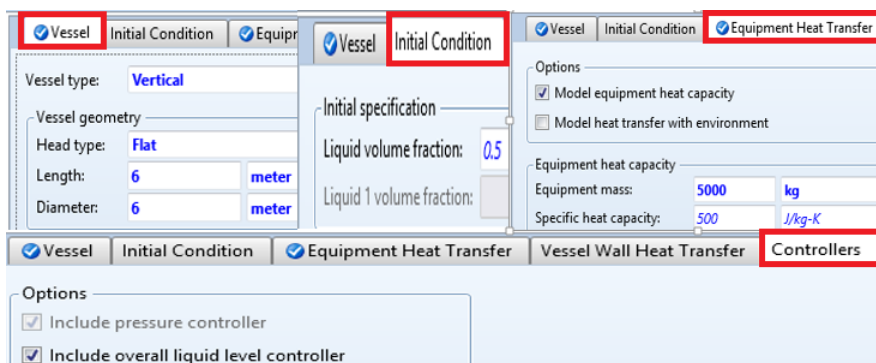 Vessel Initial Condition Equipr
Vessel type: Vertical
Vessel geometry
Head type: Flat
Length: 6 meter
Diameter: 6 meter
Vessel Initial Condition
Initial specification
Liquid volume fraction: 0.5
Liquid 1 volume fraction:
Vessel Initial Condition Equipment Heat Transfer
Options
Model equipment heat capacity
Model heat transfer with environment
Equipment heat capacity
Equipment mass: 5000 kg
Specific heat capacity: 500 J/kg-K
Vessel Initial Condition Equipment Heat Transfer Vessel Wall Heat Transfer Controllers
Options
Include pressure controller
Include overall liquid level controller